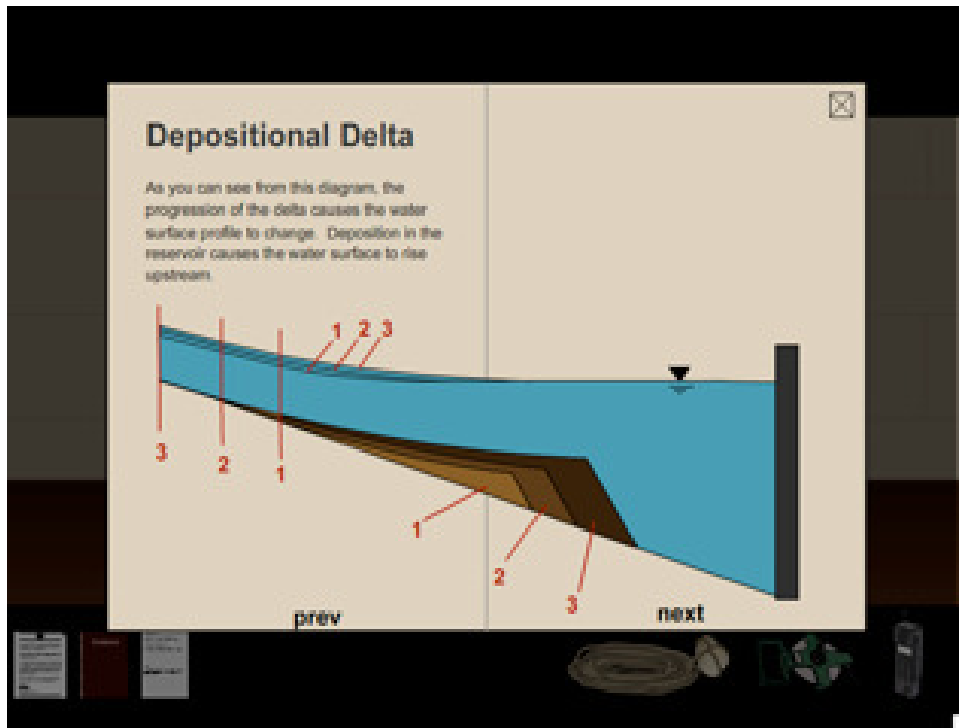 Depositional Delta
As you can see from this diagram, the
progression of the delta causes the water
surface profile to change. Deposition in the
reservoir causes the water surface to rise
upstream.
1 2 3
3
2
1
1
2
3
prev
next